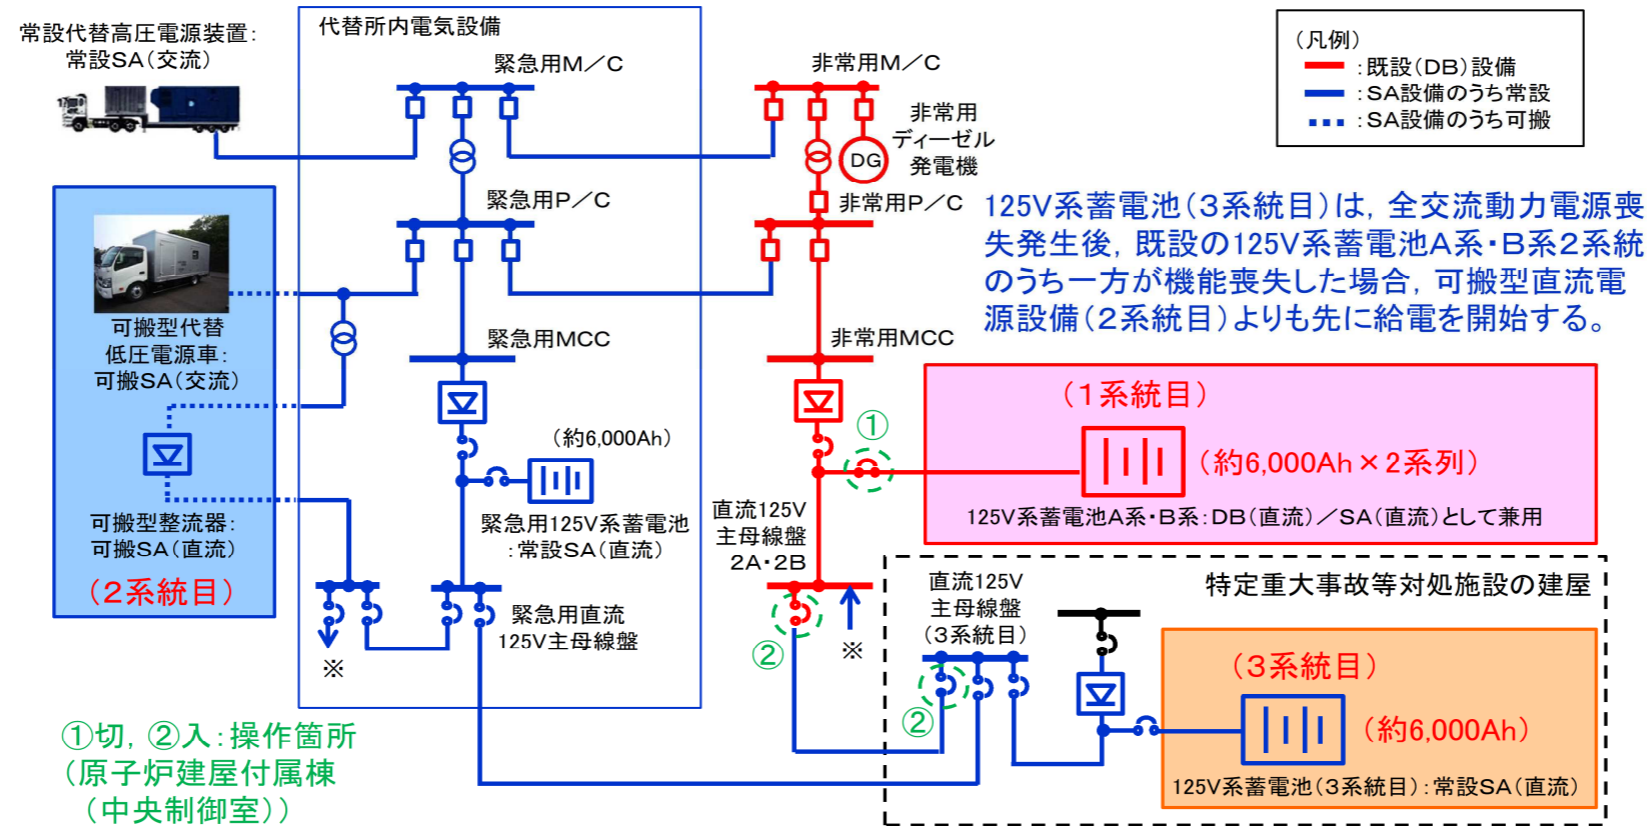 常設代替高圧電源装置:
常設SA(交流)
代替所内電気設備
緊急用M/C
非常用M/C
非常用
ディーゼル
発電機
DG
(凡例)
:既設(DB)設備
:SA設備のうち常設
:SA設備のうち可搬
緊急用P/C
非常用P/C
125V系蓄電池(3系統目)は,全交流動力電源喪
失発生後,既設の125V系蓄電池A系・B系2系統
のうち一方が機能喪失した場合,可搬型直流電
源設備(2系統目)よりも先に給電を開始する。
可搬型代替
低圧電源車:
可搬SA(交流)
緊急用MCC
非常用MCC
(1系統目)
①
(約6,000Ah)
(約6,000Ah×2系列)
125V系蓄電池A系・B系:DB(直流)/SA(直流)として兼用
緊急用125V系蓄電池
:常設SA(直流)
直流125V
主母線盤
2A・2B
可搬型整流器:
可搬SA(直流)
(2系統目)
※
緊急用直流
125V主母線盤
②
※
直流125V
主母線盤
(3系統目)
特定重大事故等対処施設の建屋
②
(3系統目)
(約6,000Ah)
125V系蓄電池(3系統目):常設SA(直流)
①切,②入:操作箇所
(原子炉建屋付属棟
(中央制御室))